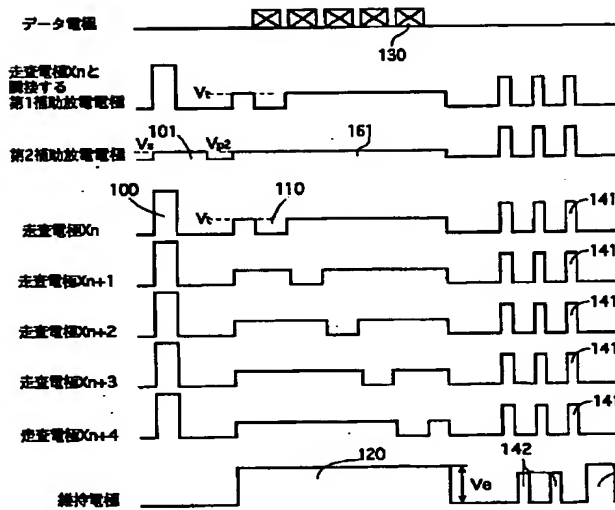 データ電極
130
走査電極Xnと
隣接する
第1補助放電電極
Vt
第2補助放電電極
Vs
101
Vp2
161
100
110
走査電極Xn
Vt
141
走査電極Xn+1
141
走査電極Xn+2
141
走査電極Xn+3
141
走査電極Xn+4
141
維持電極
120
Ve
142